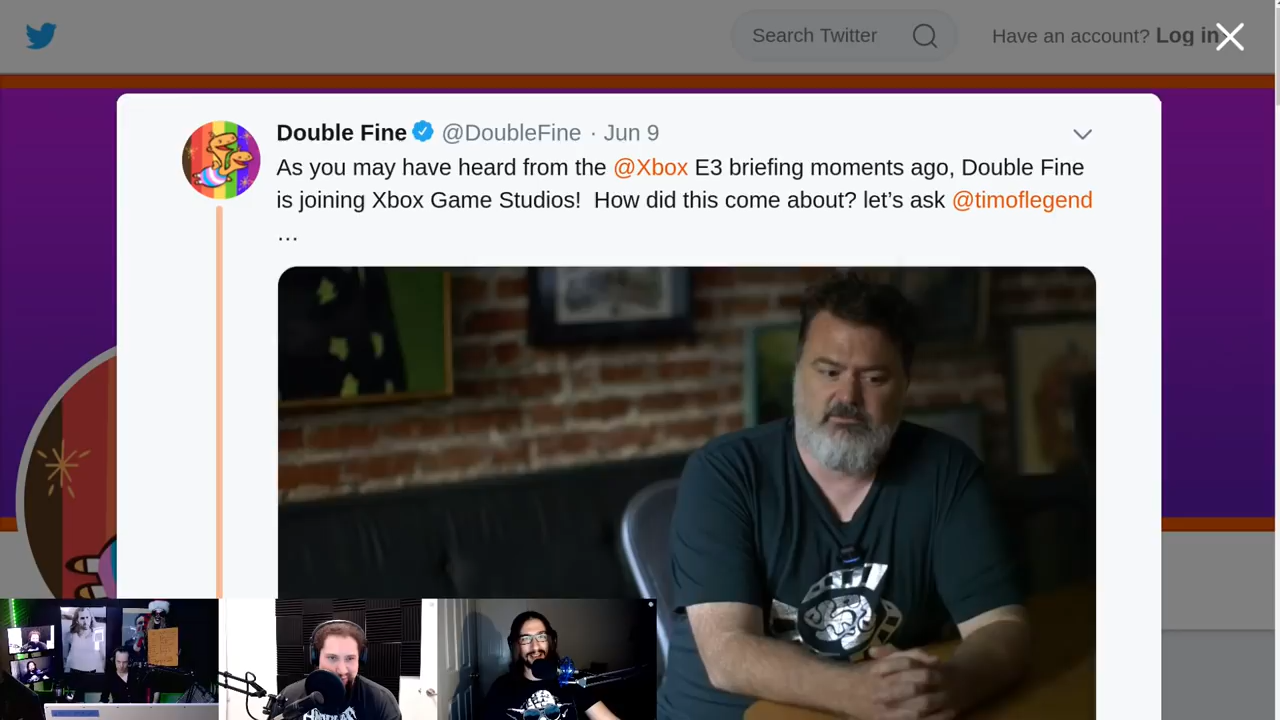 Search Twitter
Have an account? Log in
Double Fine @DoubleFine · Jun 9
As you may have heard from the @Xbox E3 briefing moments ago, Double Fine
is joining Xbox Game Studios!  How did this come about? let’s ask @timoflegend
…